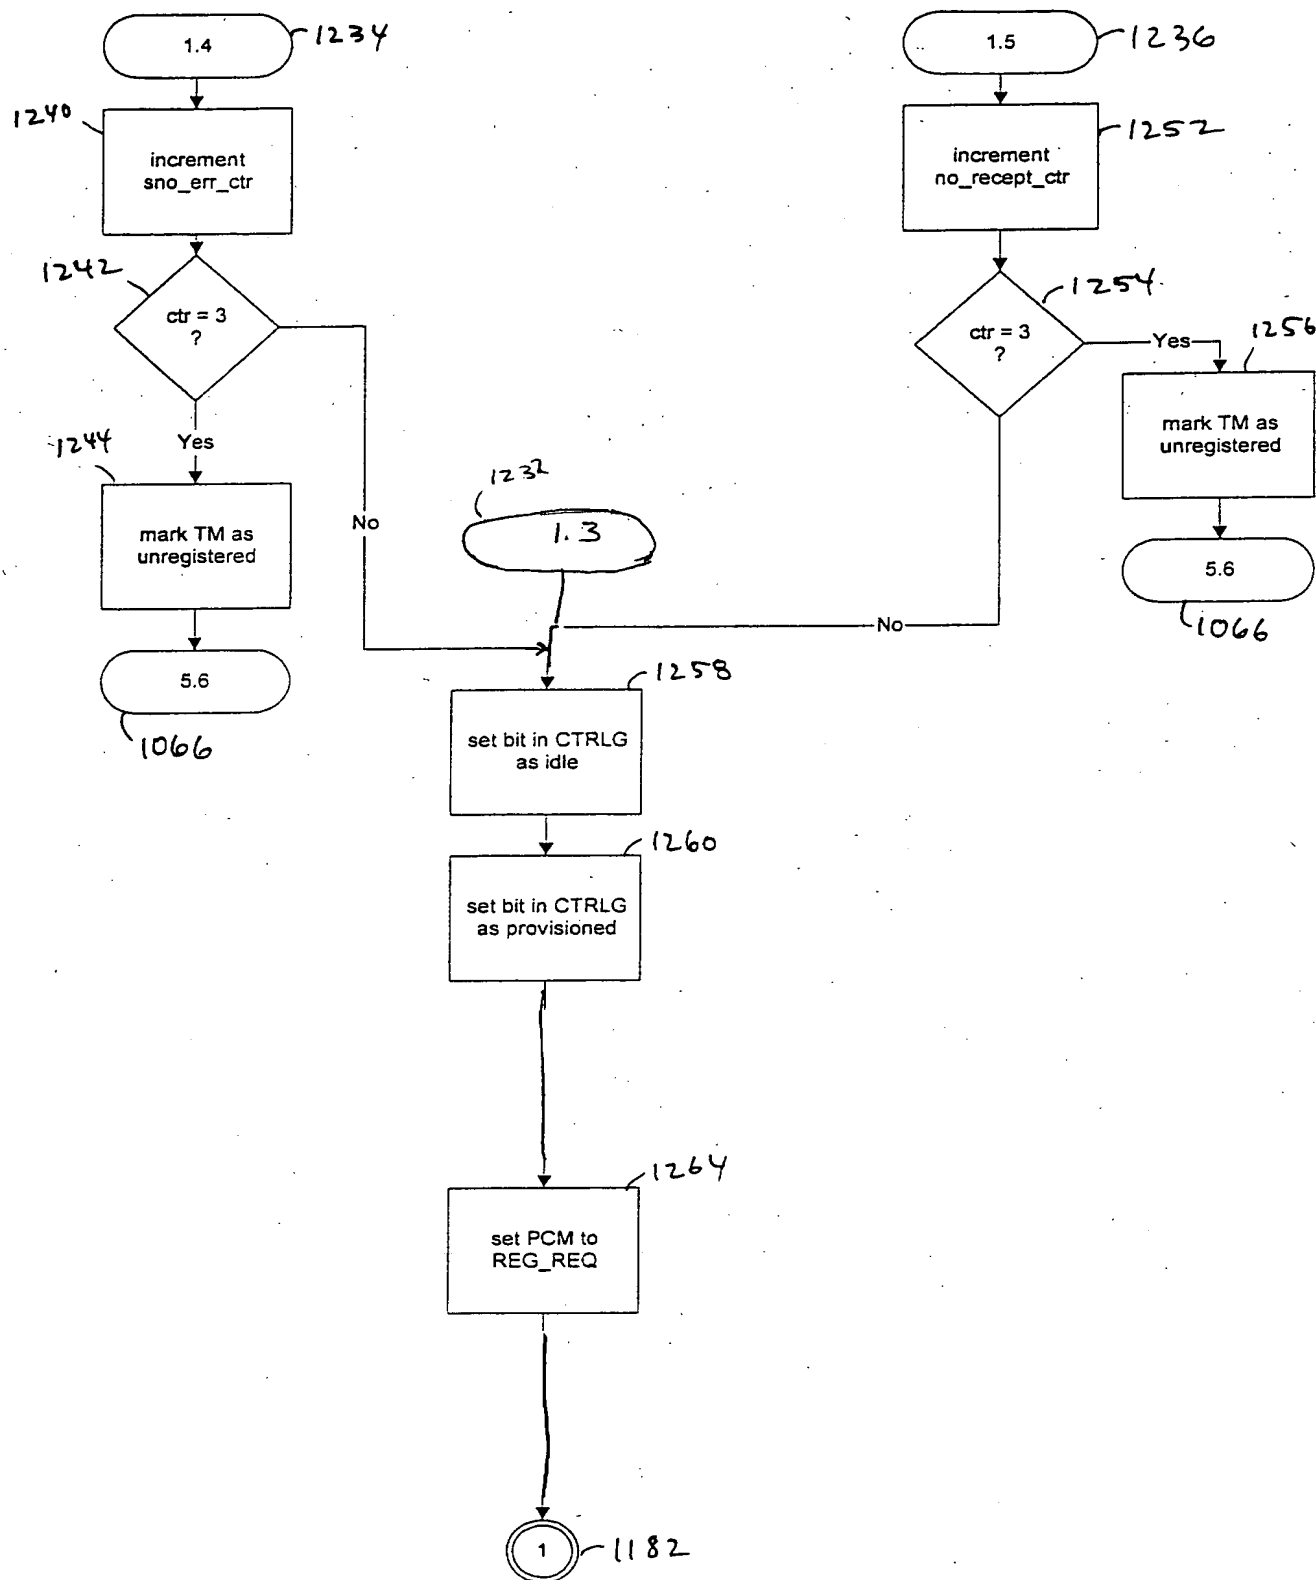 1.4
1234
1.5
1236
1240
increment
sno_err_ctr
increment
no_recept_ctr
1252
1242
ctr = 3
?
1254
ctr = 3
?
Yes
1256
mark TM as
unregistered
1244
Yes
mark TM as
unregistered
No
1232
1.3
5.6
1066
No
5.6
1066
1258
set bit in CTRLG
as idle
1260
set bit in CTRLG
as provisioned
1264
set PCM to
REG_REQ
1
1182